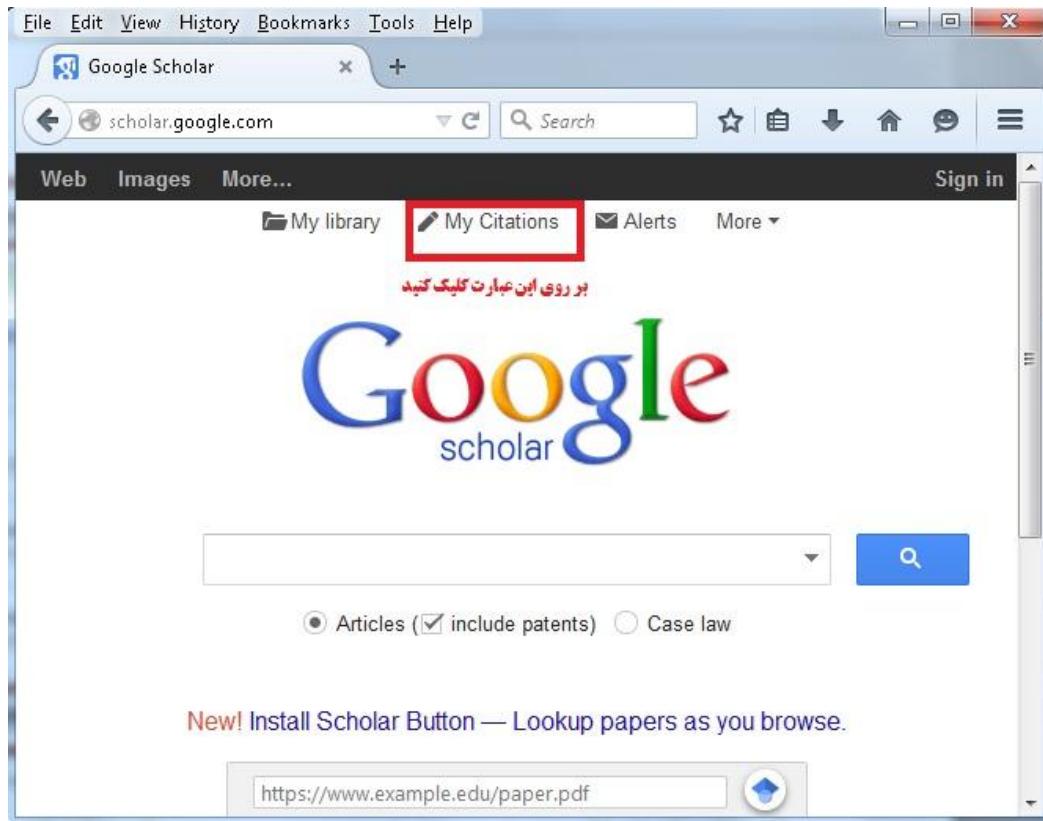 File Edit View History Bookmarks Tools Help
Google Scholar
scholar.google.com Search
Web Images More... Sign in
My library My Citations Alerts More
بر روی این عبارت کلیک کنید
Google
scholar
Articles (include patents) Case law
New! Install Scholar Button — Lookup papers as you browse.
https://www.example.edu/paper.pdf